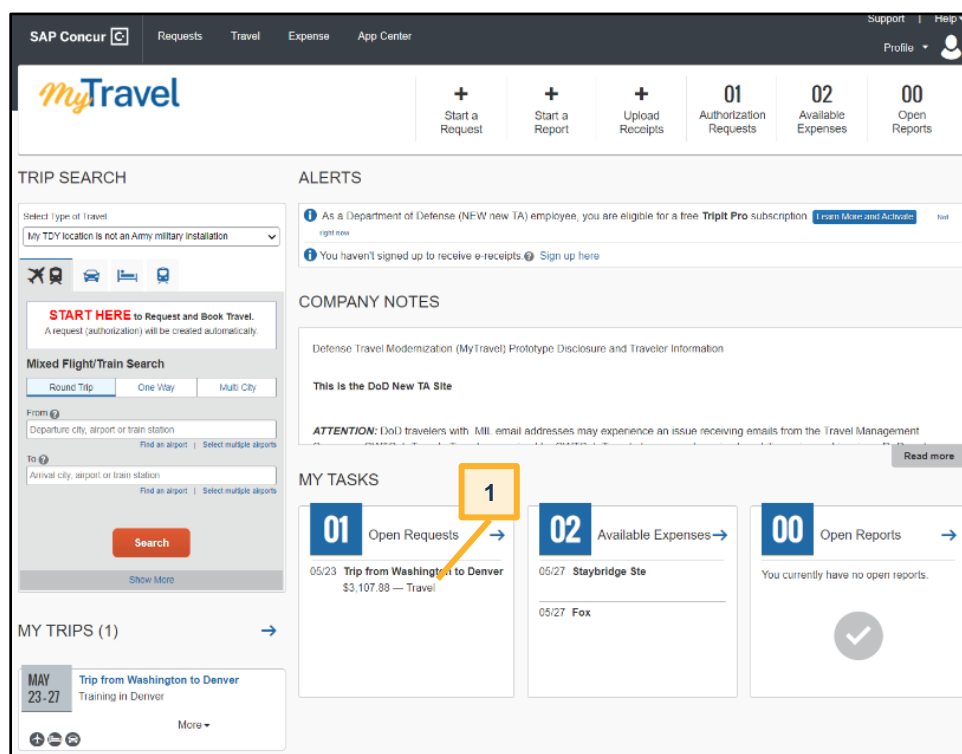 Support | Help
SAP Concur C Requests Travel Expense App Center
Profile
MyTravel
+ + + 01 02 00
Start a Request
Start a Report
Upload Receipts
Authorization Requests
Available Expenses
Open Reports
TRIP SEARCH
Select Type of Travel
My TDY location is not an Army military installation
START HERE to Request and Book Travel.
A request (authorization) will be created automatically.
Mixed Flight/Train Search
Round Trip One Way Multi City
From ?
Departure city, airport or train station
Find an airport | Select multiple airports
To ?
Arrival city, airport or train station
Find an airport | Select multiple airports
Search
Show More
MY TRIPS (1)
MAY
23-27
Trip from Washington to Denver
Training in Denver
More
ALERTS
As a Department of Defense (NEW new TA) employee, you are eligible for a free TripIt Pro subscription. Learn More and Activate Not
right now
You haven't signed up to receive e-receipts. ? Sign up here
COMPANY NOTES
Defense Travel Modernization (MyTravel) Prototype Disclosure and Traveler Information
This is the DoD New TA Site
ATTENTION: DoD travelers with MIL email addresses may experience an issue receiving emails from the Travel Management
Read more
MY TASKS
1
01 Open Requests
05/23 Trip from Washington to Denver
$3,107.88 — Travel
02 Available Expenses
05/27 Staybridge Ste
05/27 Fox
00 Open Reports
You currently have no open reports.